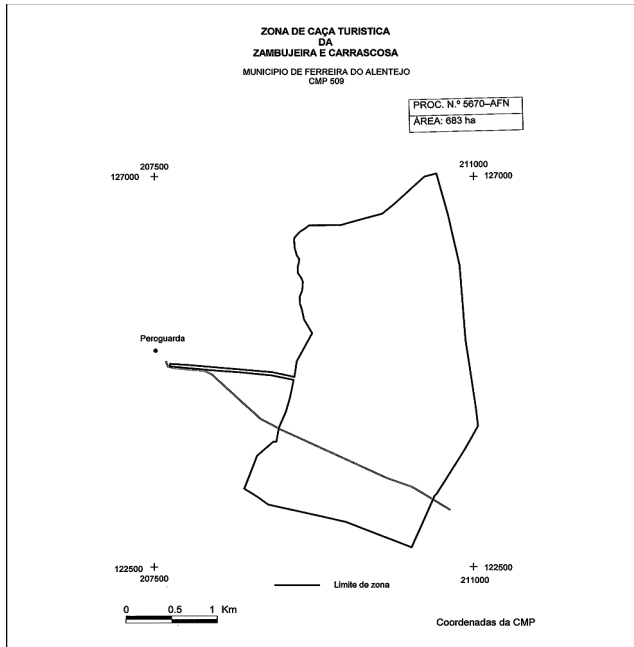 ZONA DE CAÇA TURISTICA
DA
ZAMBUJEIRA E CARRASCOSA
MUNICIPIO DE FERREIRA DO ALENTEJO
CMP 509
PROC. N.º 5670–AFN
ÁREA: 683 ha
207500
127000
211000
127000
Peroguarda
122500
207500
122500
211000
Limite de zona
0 0.5 1 Km
Coordenadas da CMP